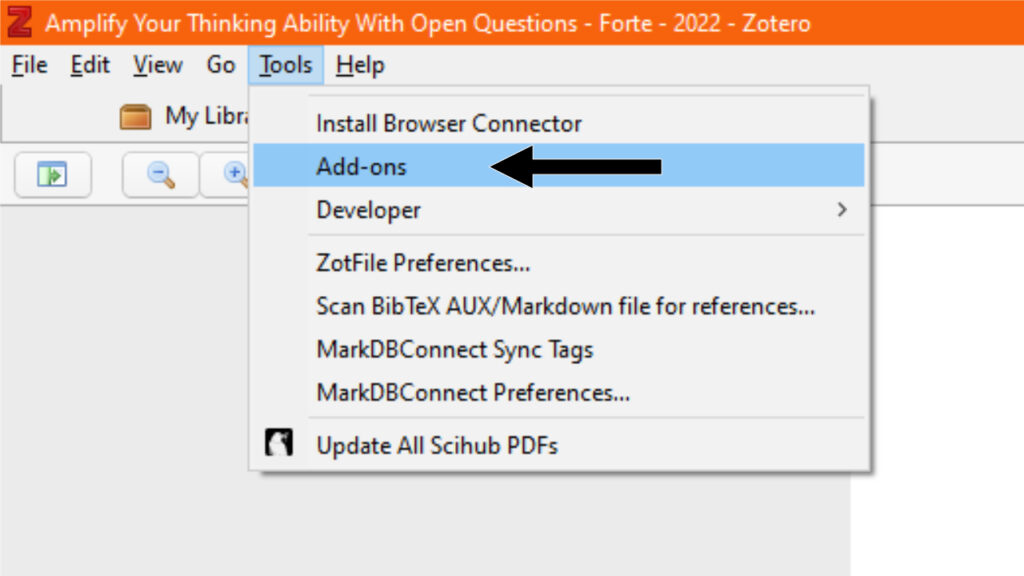 Amplify Your Thinking Ability With Open Questions - Forte - 2022 - Zotero
File Edit View Go Tools Help
My Libra
Install Browser Connector
Add-ons
Developer
ZotFile Preferences...
Scan BibTeX AUX/Markdown file for references...
MarkDBConnect Sync Tags
MarkDBConnect Preferences...
Update All Scihub PDFs